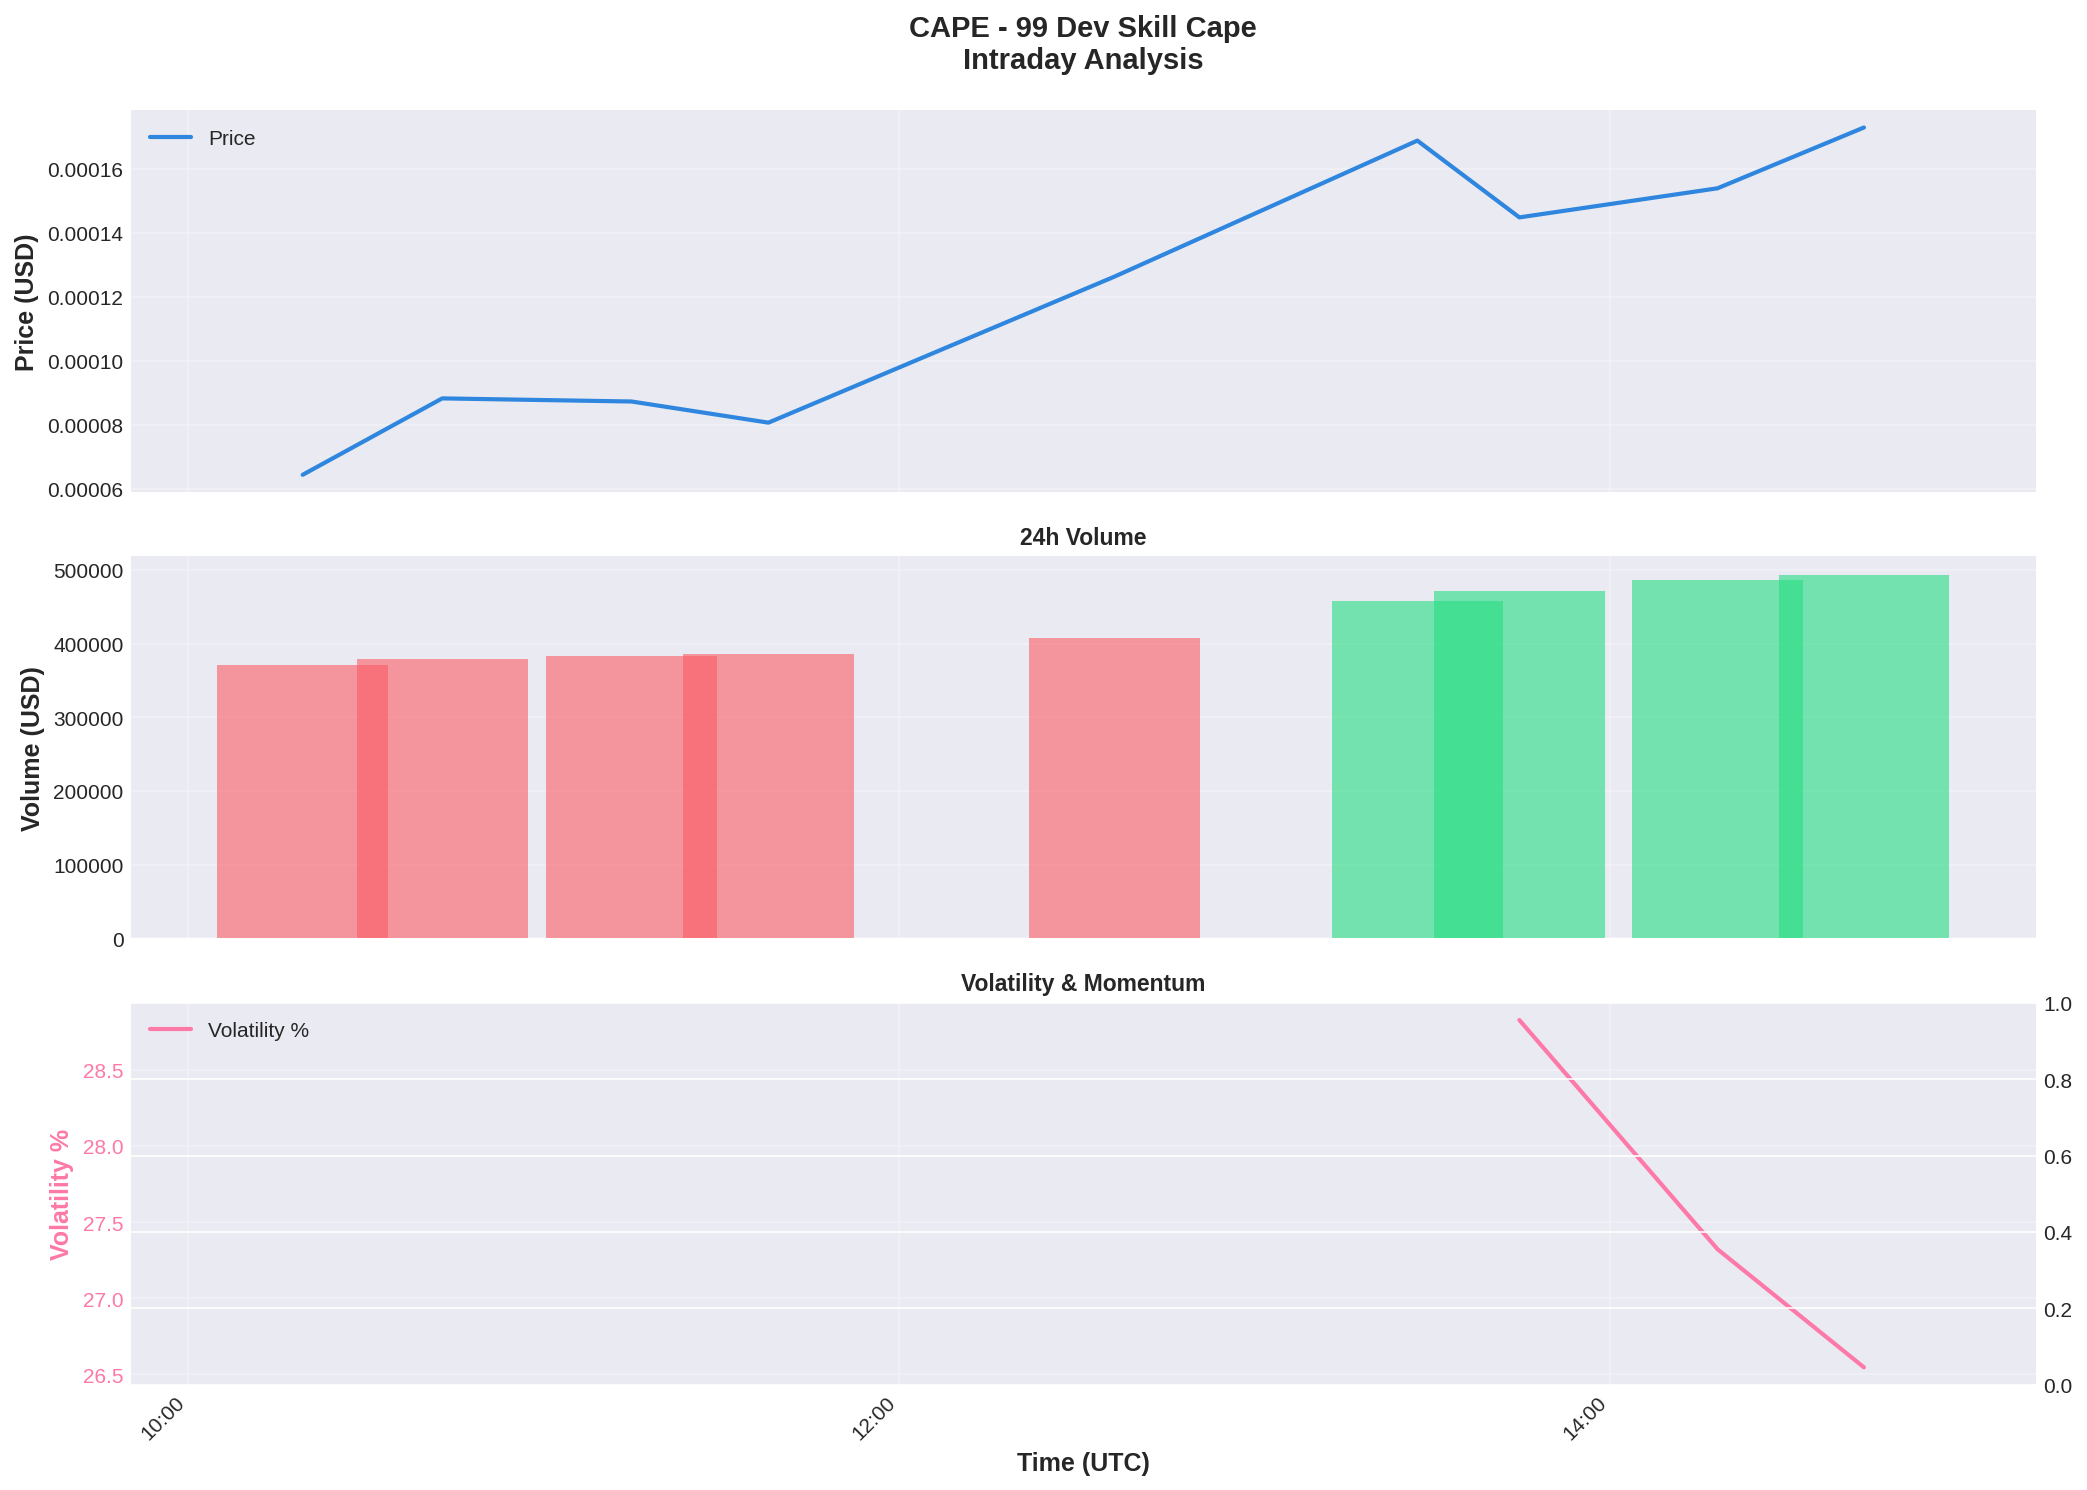 CAPE - 99 Dev Skill Cape
Intraday Analysis
Price
Price (USD)
0.00016
0.00014
0.00012
0.00010
0.00008
0.00006
24h Volume
Volume (USD)
500000
400000
300000
200000
100000
0
Volatility & Momentum
Volatility %
Volatility %
28.5
28.0
27.5
27.0
26.5
1.0
0.8
0.6
0.4
0.2
0.0
10:00
12:00
14:00
Time (UTC)